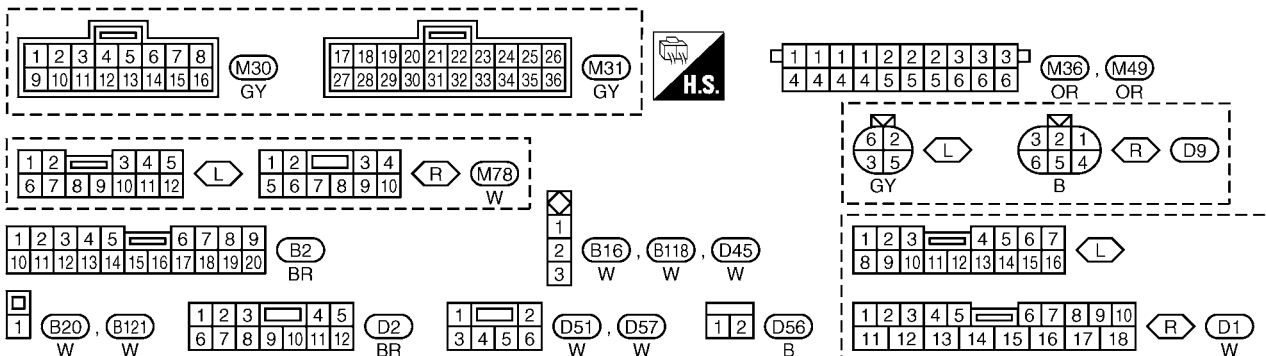 1 2 3 4 5 6 7 8
9 10 11 12 13 14 15 16
M30
GY
17 18 19 20 21 22 23 24 25 26
27 28 29 30 31 32 33 34 35 36
M31
GY
H.S.
1 1 1 1 2 2 2 3 3 3
4 4 4 4 5 5 5 6 6 6
M36 , M49
OR OR
1 2 3 4 5
6 7 8 9 10 11 12
L
1 2 3 4
5 6 7 8 9 10
R
M78
W
6 2
3 5
GY
L
3 2 1
6 5 4
B
R
D9
1 2 3 4 5 6 7 8 9
10 11 12 13 14 15 16 17 18 19 20
B2
BR
1
2
3
B16 , B118 , D45
W W W
1 2 3 4 5 6 7
8 9 10 11 12 13 14 15 16
L
1
B20 , B121
W W
1 2 3 4 5
6 7 8 9 10 11 12
D2
BR
1 2
3 4 5 6
D51 , D57
W W
1 2
D56
B
1 2 3 4 5 6 7 8 9 10
11 12 13 14 15 16 17 18
R
D1
W